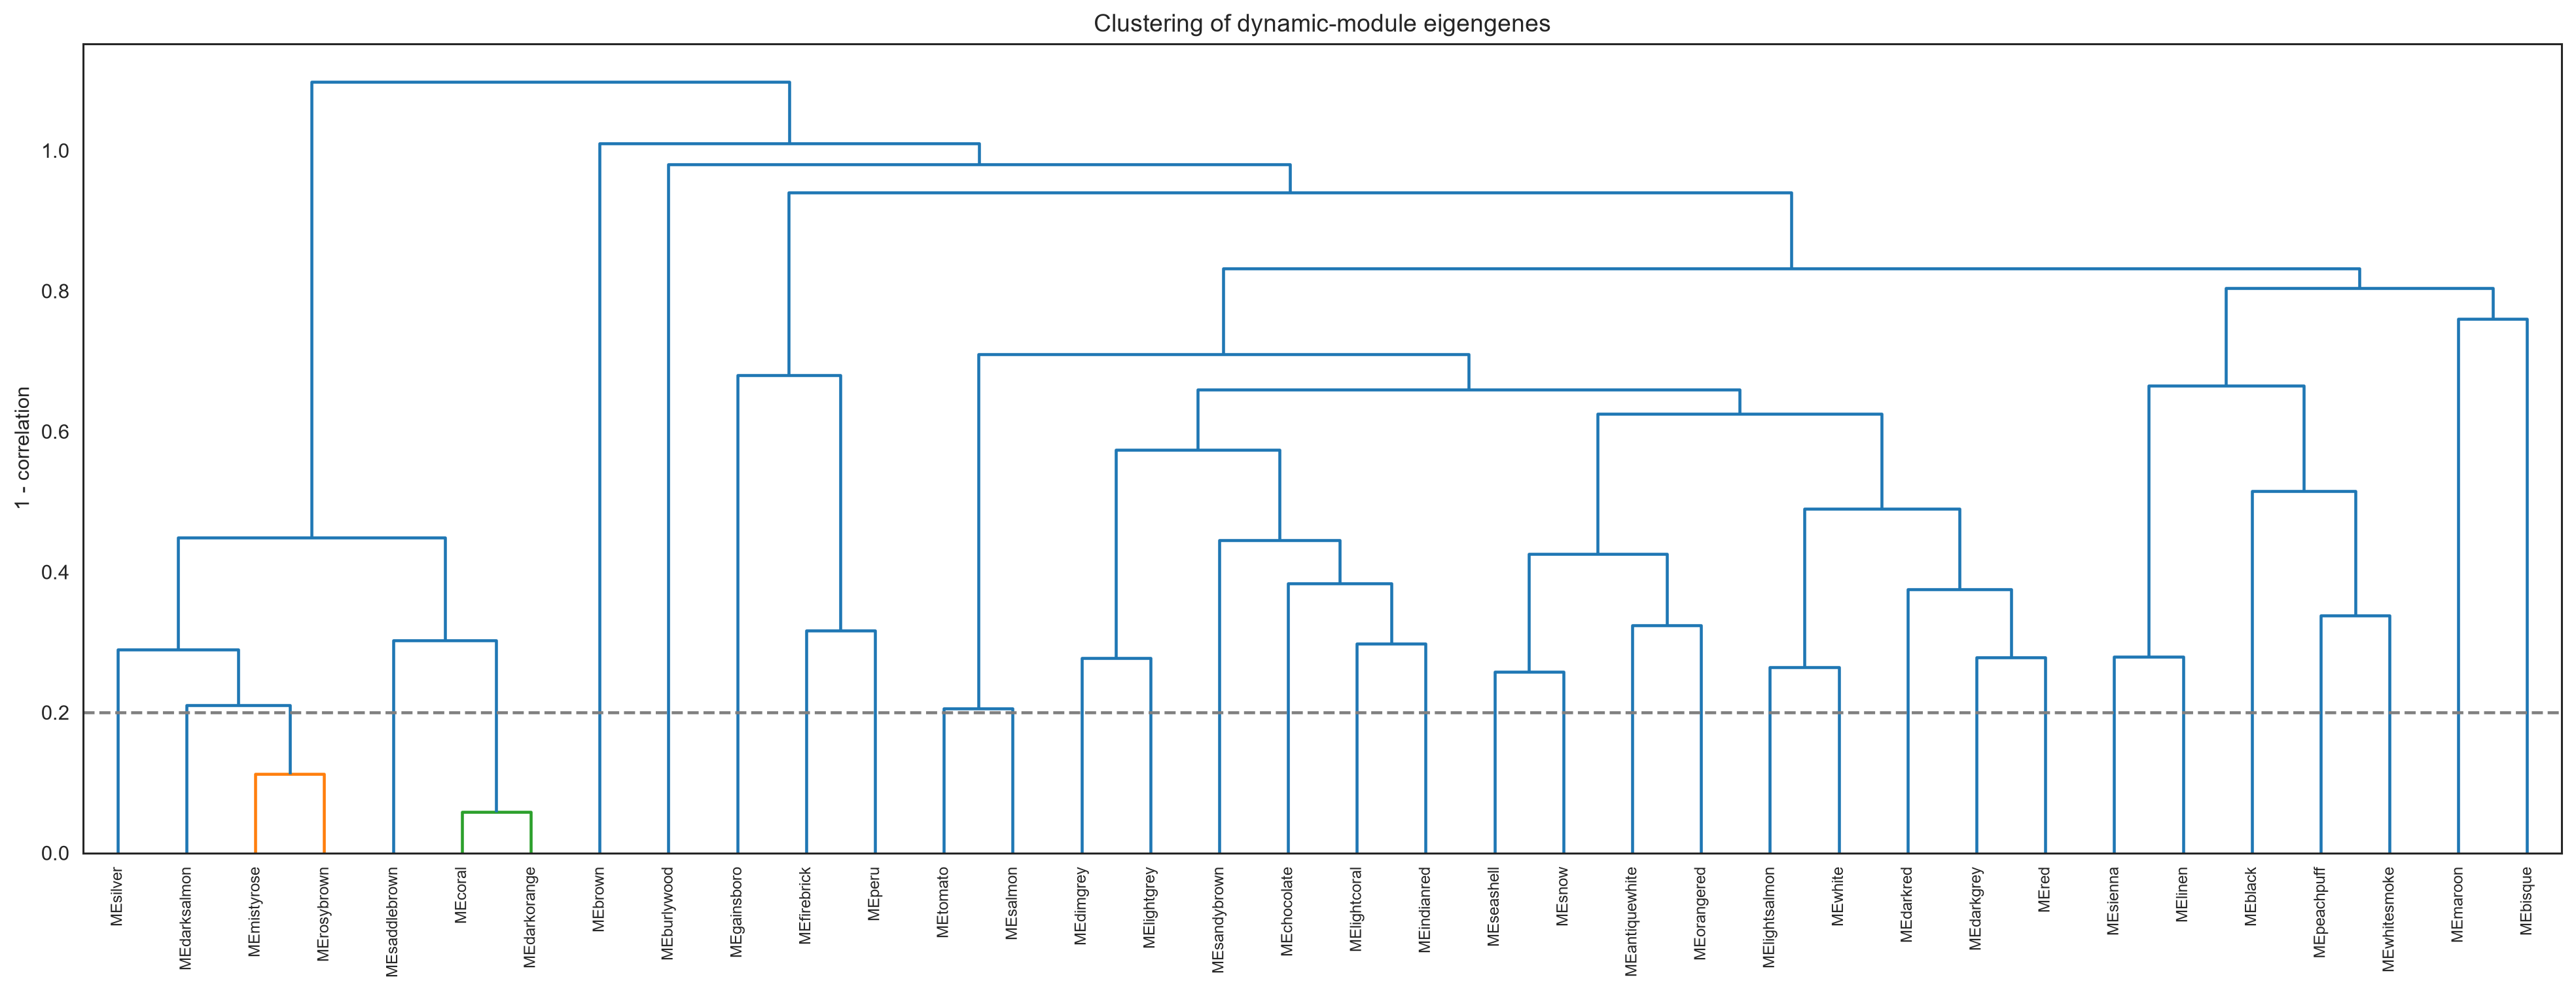 Clustering of dynamic-module eigengenes
1 - correlation
1.0
0.8
0.6
0.4
0.2
0.0
MEsilver
MEdarksalmon
MEmistyrose
MErosybrown
MEsaddlebrown
MEcoral
MEdarkorange
MEbrown
MEburlywood
MEgainsboro
MEfirebrick
MEperu
MEtomato
MEsalmon
MEdimgrey
MElightgrey
MEsandybrown
MEchocolate
MElightcoral
MEindianred
MEseashell
MEsnow
MEantiquewhite
MEorangered
MElightsalmon
MEwhite
MEdarkred
MEdarkgrey
MEred
MEsienna
MElinen
MEblack
MEpeachpuff
MEwhitesmoke
MEmaroon
MEbisque